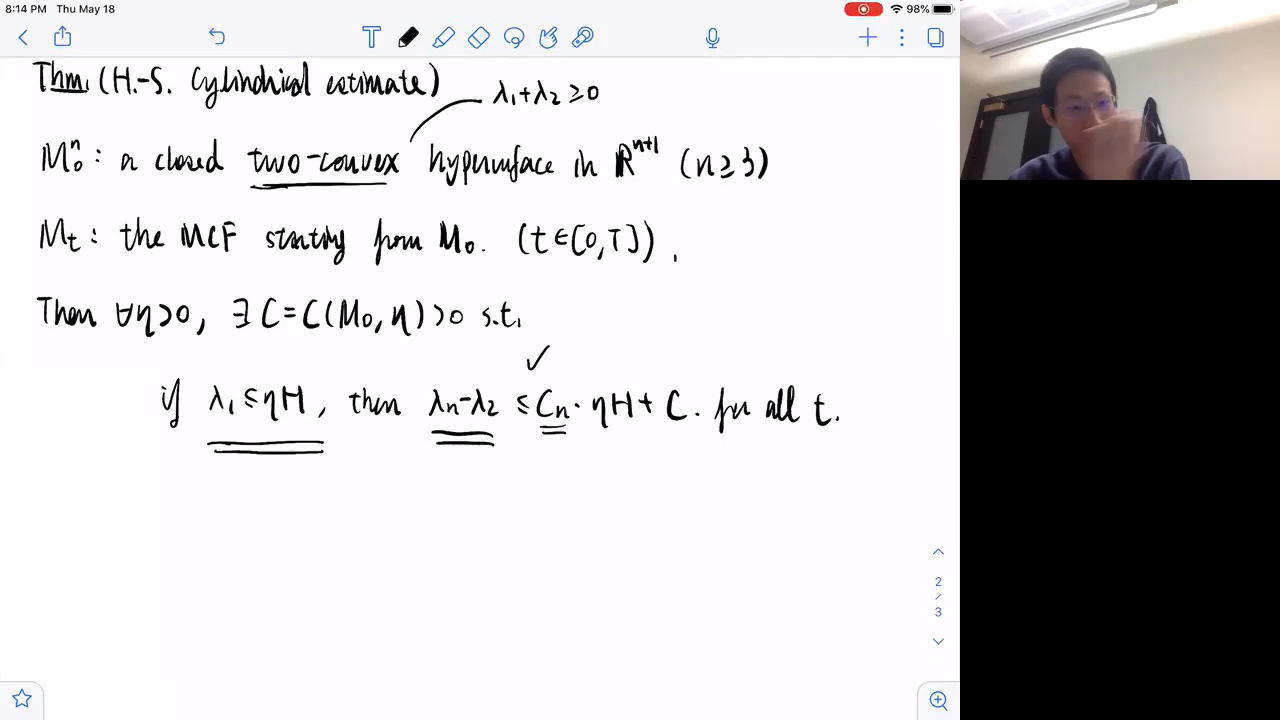 8:14 PM Thu May 18
98%
Thm. (H.-S. Cylindrical estimate)
λ₁+λ₂ ≥0
M₀ⁿ: a closed two-convex hypersurface in ℝⁿ⁺¹ (n≥3)
Mt: the MCF starting from M₀. (t∈[0,T]).
Then ∀η>0, ∃ C=C(M₀,η)>0 s.t.
✓
if λ₁≤ηH, then λn-λ₂ ≤ Cn·ηH+C. for all t.
2
/
3